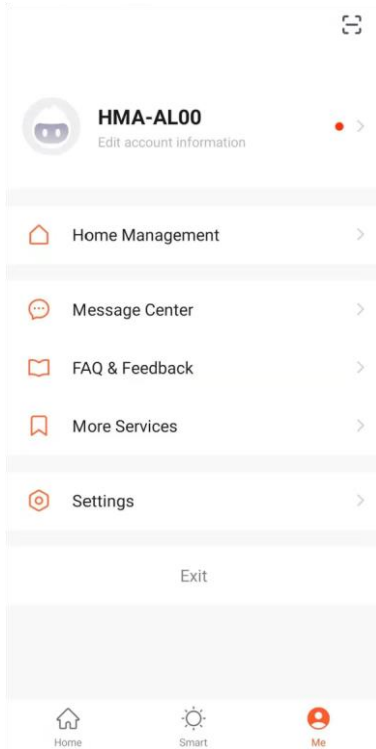 HMA-AL00
Edit account information
Home Management
Message Center
FAQ & Feedback
More Services
Settings
Exit
Home
Smart
Me